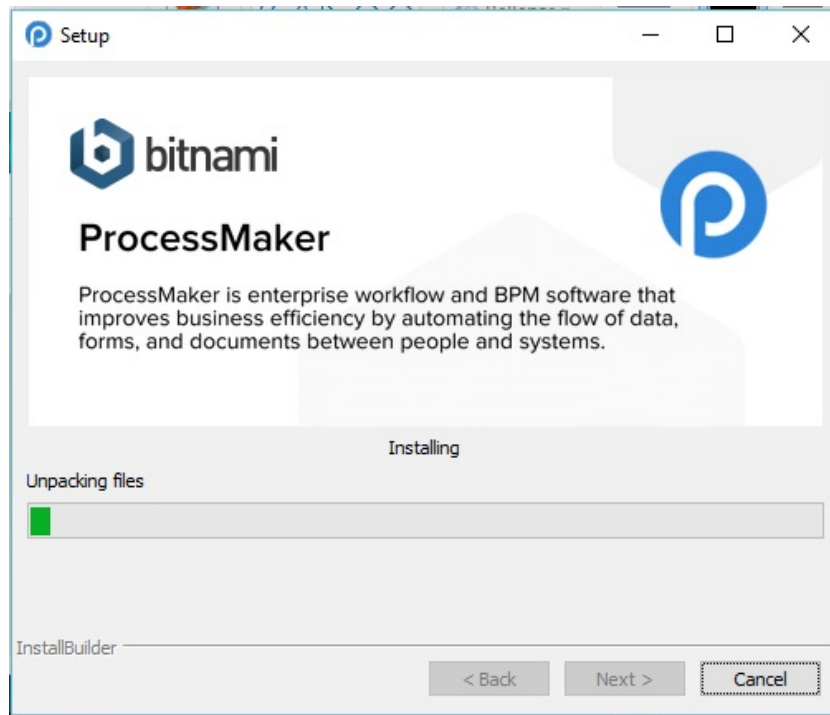 Setup
bitnami
ProcessMaker
ProcessMaker is enterprise workflow and BPM software that
improves business efficiency by automating the flow of data,
forms, and documents between people and systems.
Installing
Unpacking files
InstallBuilder
< Back Next > Cancel